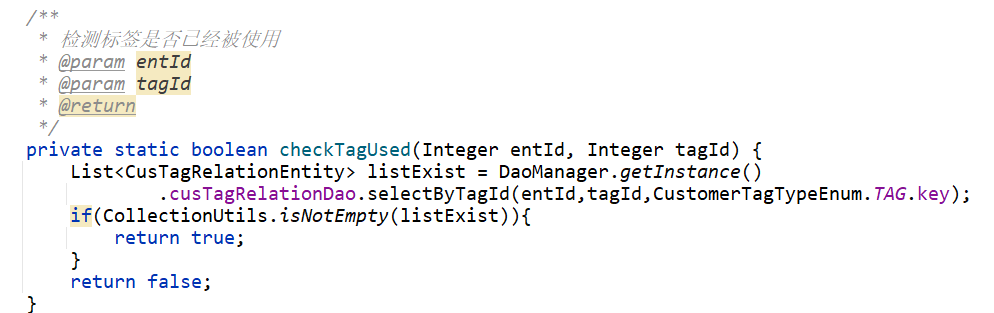 /**
 * 检测标签是否已经被使用
 * @param entId
 * @param tagId
 * @return
 */
private static boolean checkTagUsed(Integer entId, Integer tagId) {
    List<CusTagRelationEntity> listExist = DaoManager.getInstance()
            .cusTagRelationDao.selectByTagId(entId,tagId,CustomerTagTypeEnum.TAG.key);
    if(CollectionUtils.isNotEmpty(listExist)){
        return true;
    }
    return false;
}